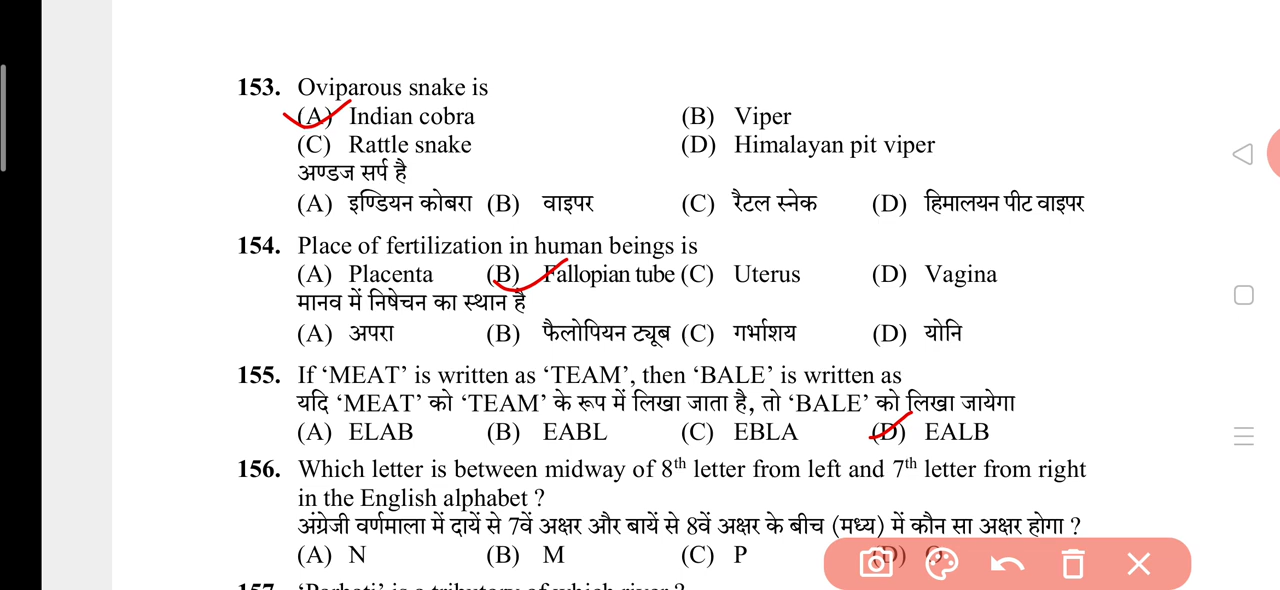 153. Oviparous snake is
(A) Indian cobra (B) Viper
(C) Rattle snake (D) Himalayan pit viper
अण्डज सर्प है
(A) इण्डियन कोबरा (B) वाइपर (C) रैटल स्नेक (D) हिमालयन पीट वाइपर
154. Place of fertilization in human beings is
(A) Placenta (B) Fallopian tube (C) Uterus (D) Vagina
मानव में निषेचन का स्थान है
(A) अपरा (B) फैलोपियन ट्यूब (C) गर्भाशय (D) योनि
155. If ‘MEAT’ is written as ‘TEAM’, then ‘BALE’ is written as
यदि ‘MEAT’ को ‘TEAM’ के रूप में लिखा जाता है, तो ‘BALE’ को लिखा जायेगा
(A) ELAB (B) EABL (C) EBLA (D) EALB
156. Which letter is between midway of 8th letter from left and 7th letter from right
in the English alphabet ?
अंग्रेजी वर्णमाला में दायें से 7वें अक्षर और बायें से 8वें अक्षर के बीच (मध्य) में कौन सा अक्षर होगा ?
(A) N (B) M (C) P (D)